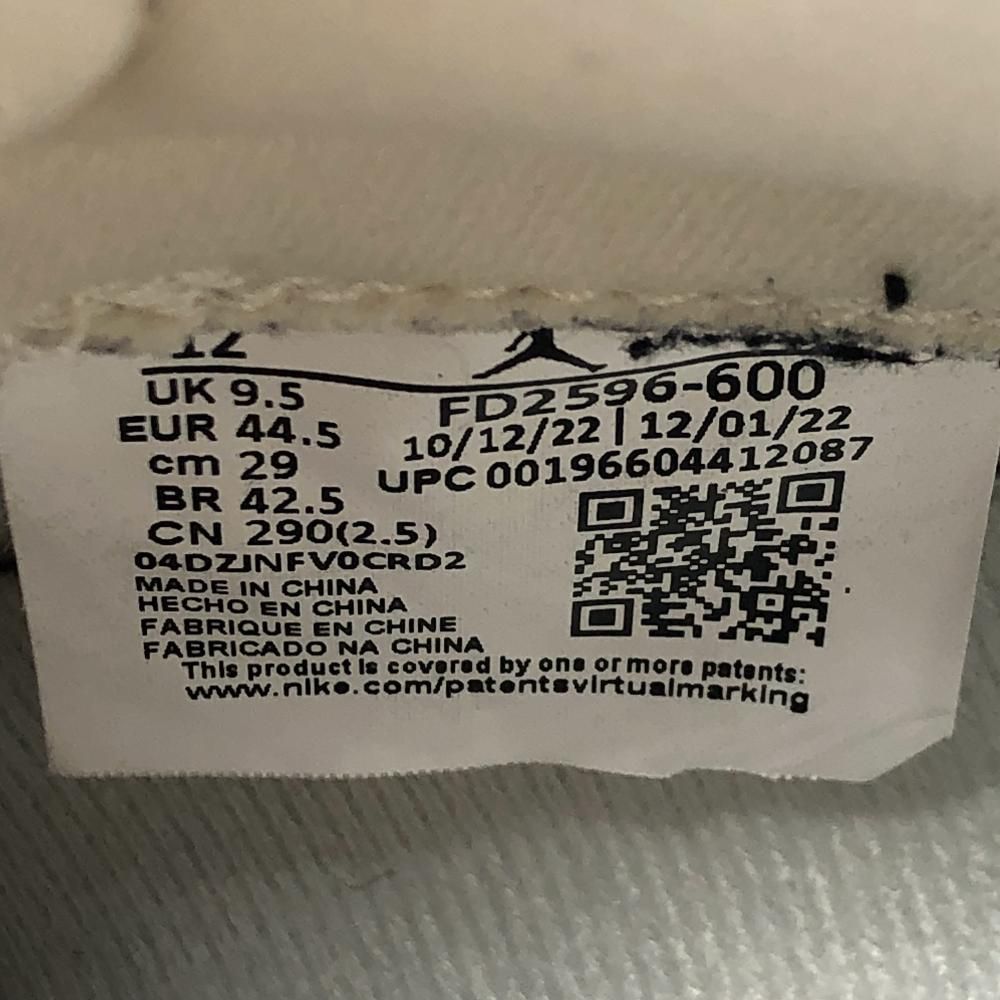 12
UK 9.5
EUR 44.5
cm 29
BR 42.5
CN 290(2.5)
FD2596-600
10/12/22 | 12/01/22
UPC 00196604412087
04DZJNFV0CRD2
MADE IN CHINA
HECHO EN CHINA
FABRIQUE EN CHINE
FABRICADO NA CHINA
This product is covered by one or more patents:
www.nike.com/patentsvirtualmarking